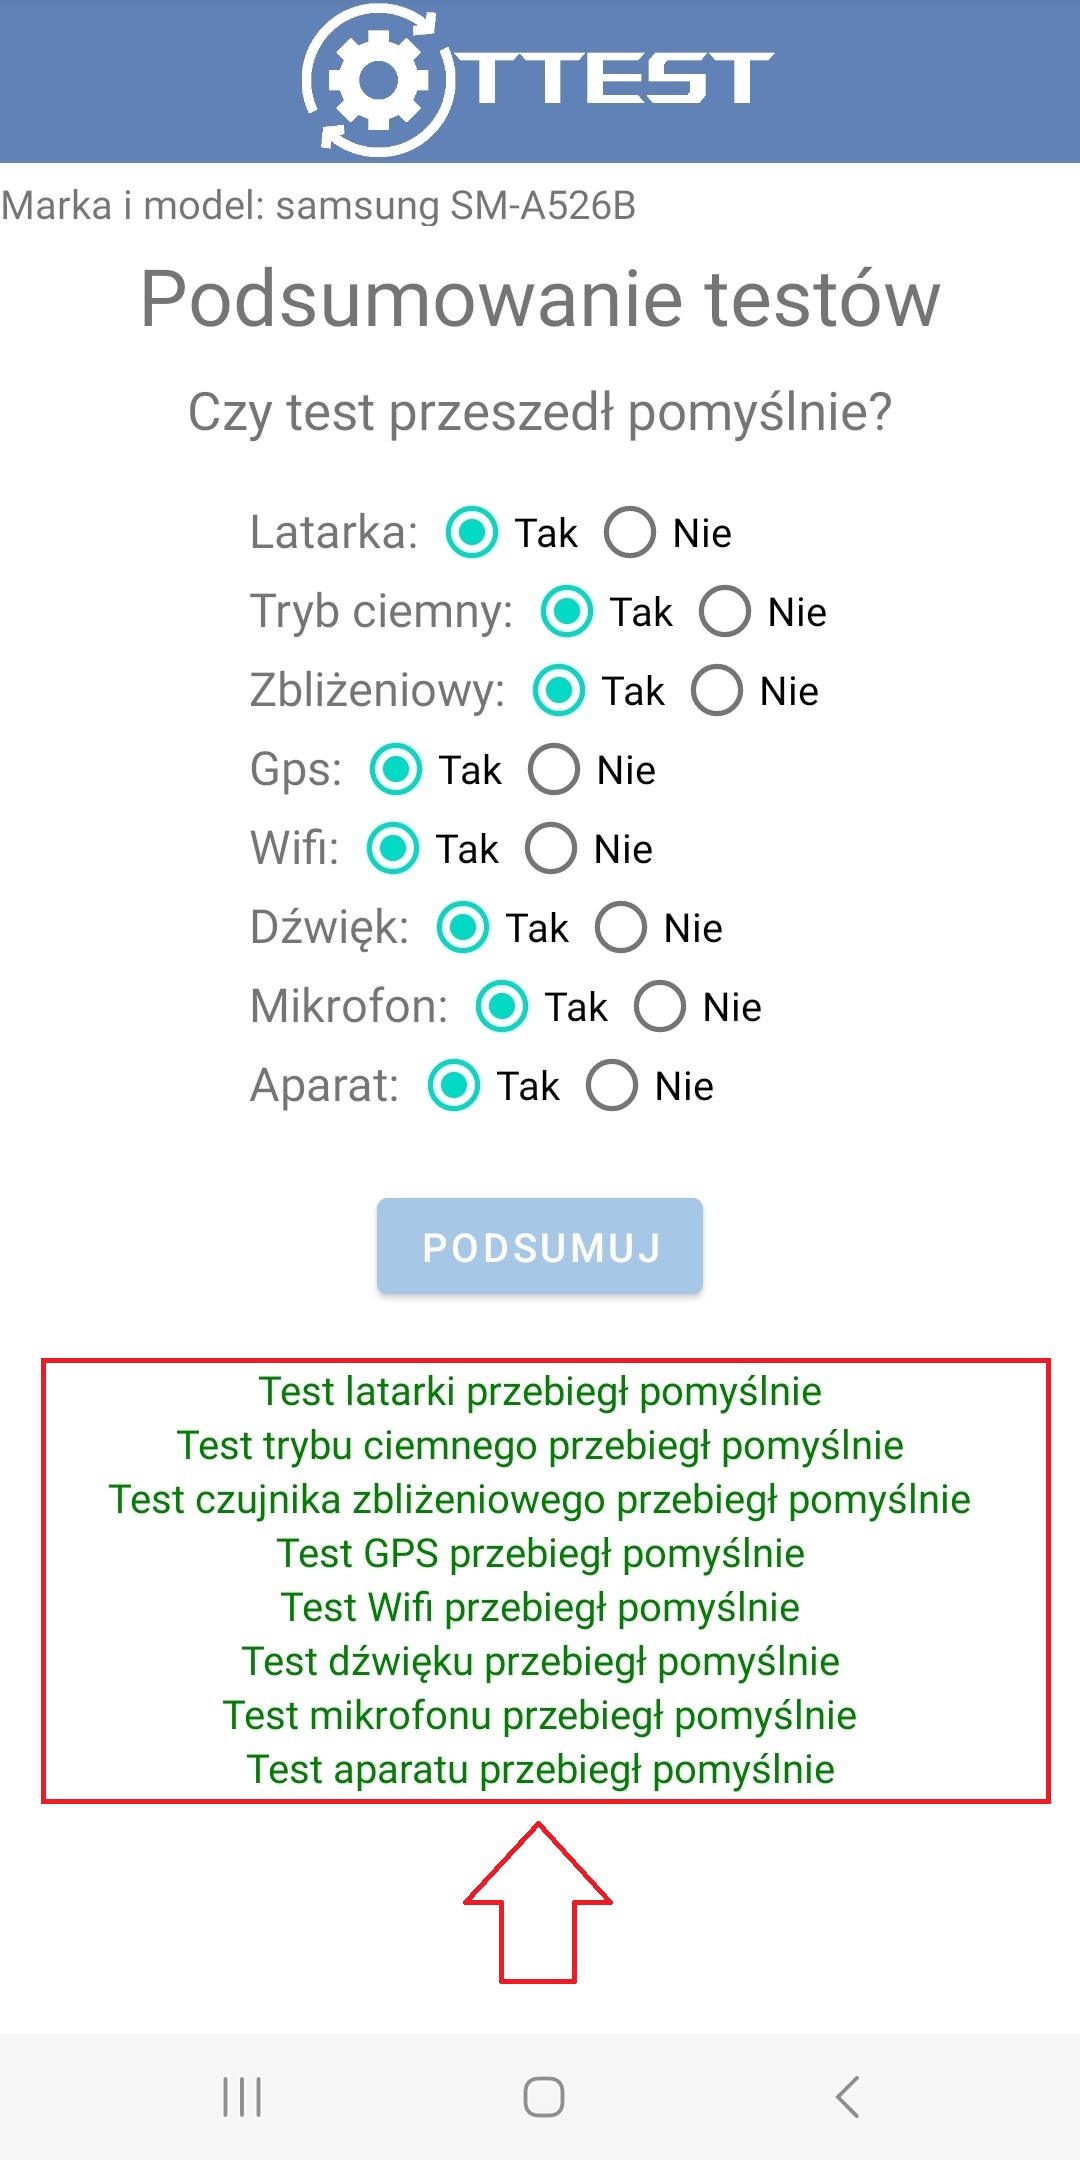 TTEST
Marka i model: samsung SM-A526B
Podsumowanie testów
Czy test przeszedł pomyślnie?
Latarka: Tak Nie
Tryb ciemny: Tak Nie
Zbliżeniowy: Tak Nie
Gps: Tak Nie
Wifi: Tak Nie
Dźwięk: Tak Nie
Mikrofon: Tak Nie
Aparat: Tak Nie
PODSUMUJ
Test latarki przebiegł pomyślnie
Test trybu ciemnego przebiegł pomyślnie
Test czujnika zbliżeniowego przebiegł pomyślnie
Test GPS przebiegł pomyślnie
Test Wifi przebiegł pomyślnie
Test dźwięku przebiegł pomyślnie
Test mikrofonu przebiegł pomyślnie
Test aparatu przebiegł pomyślnie